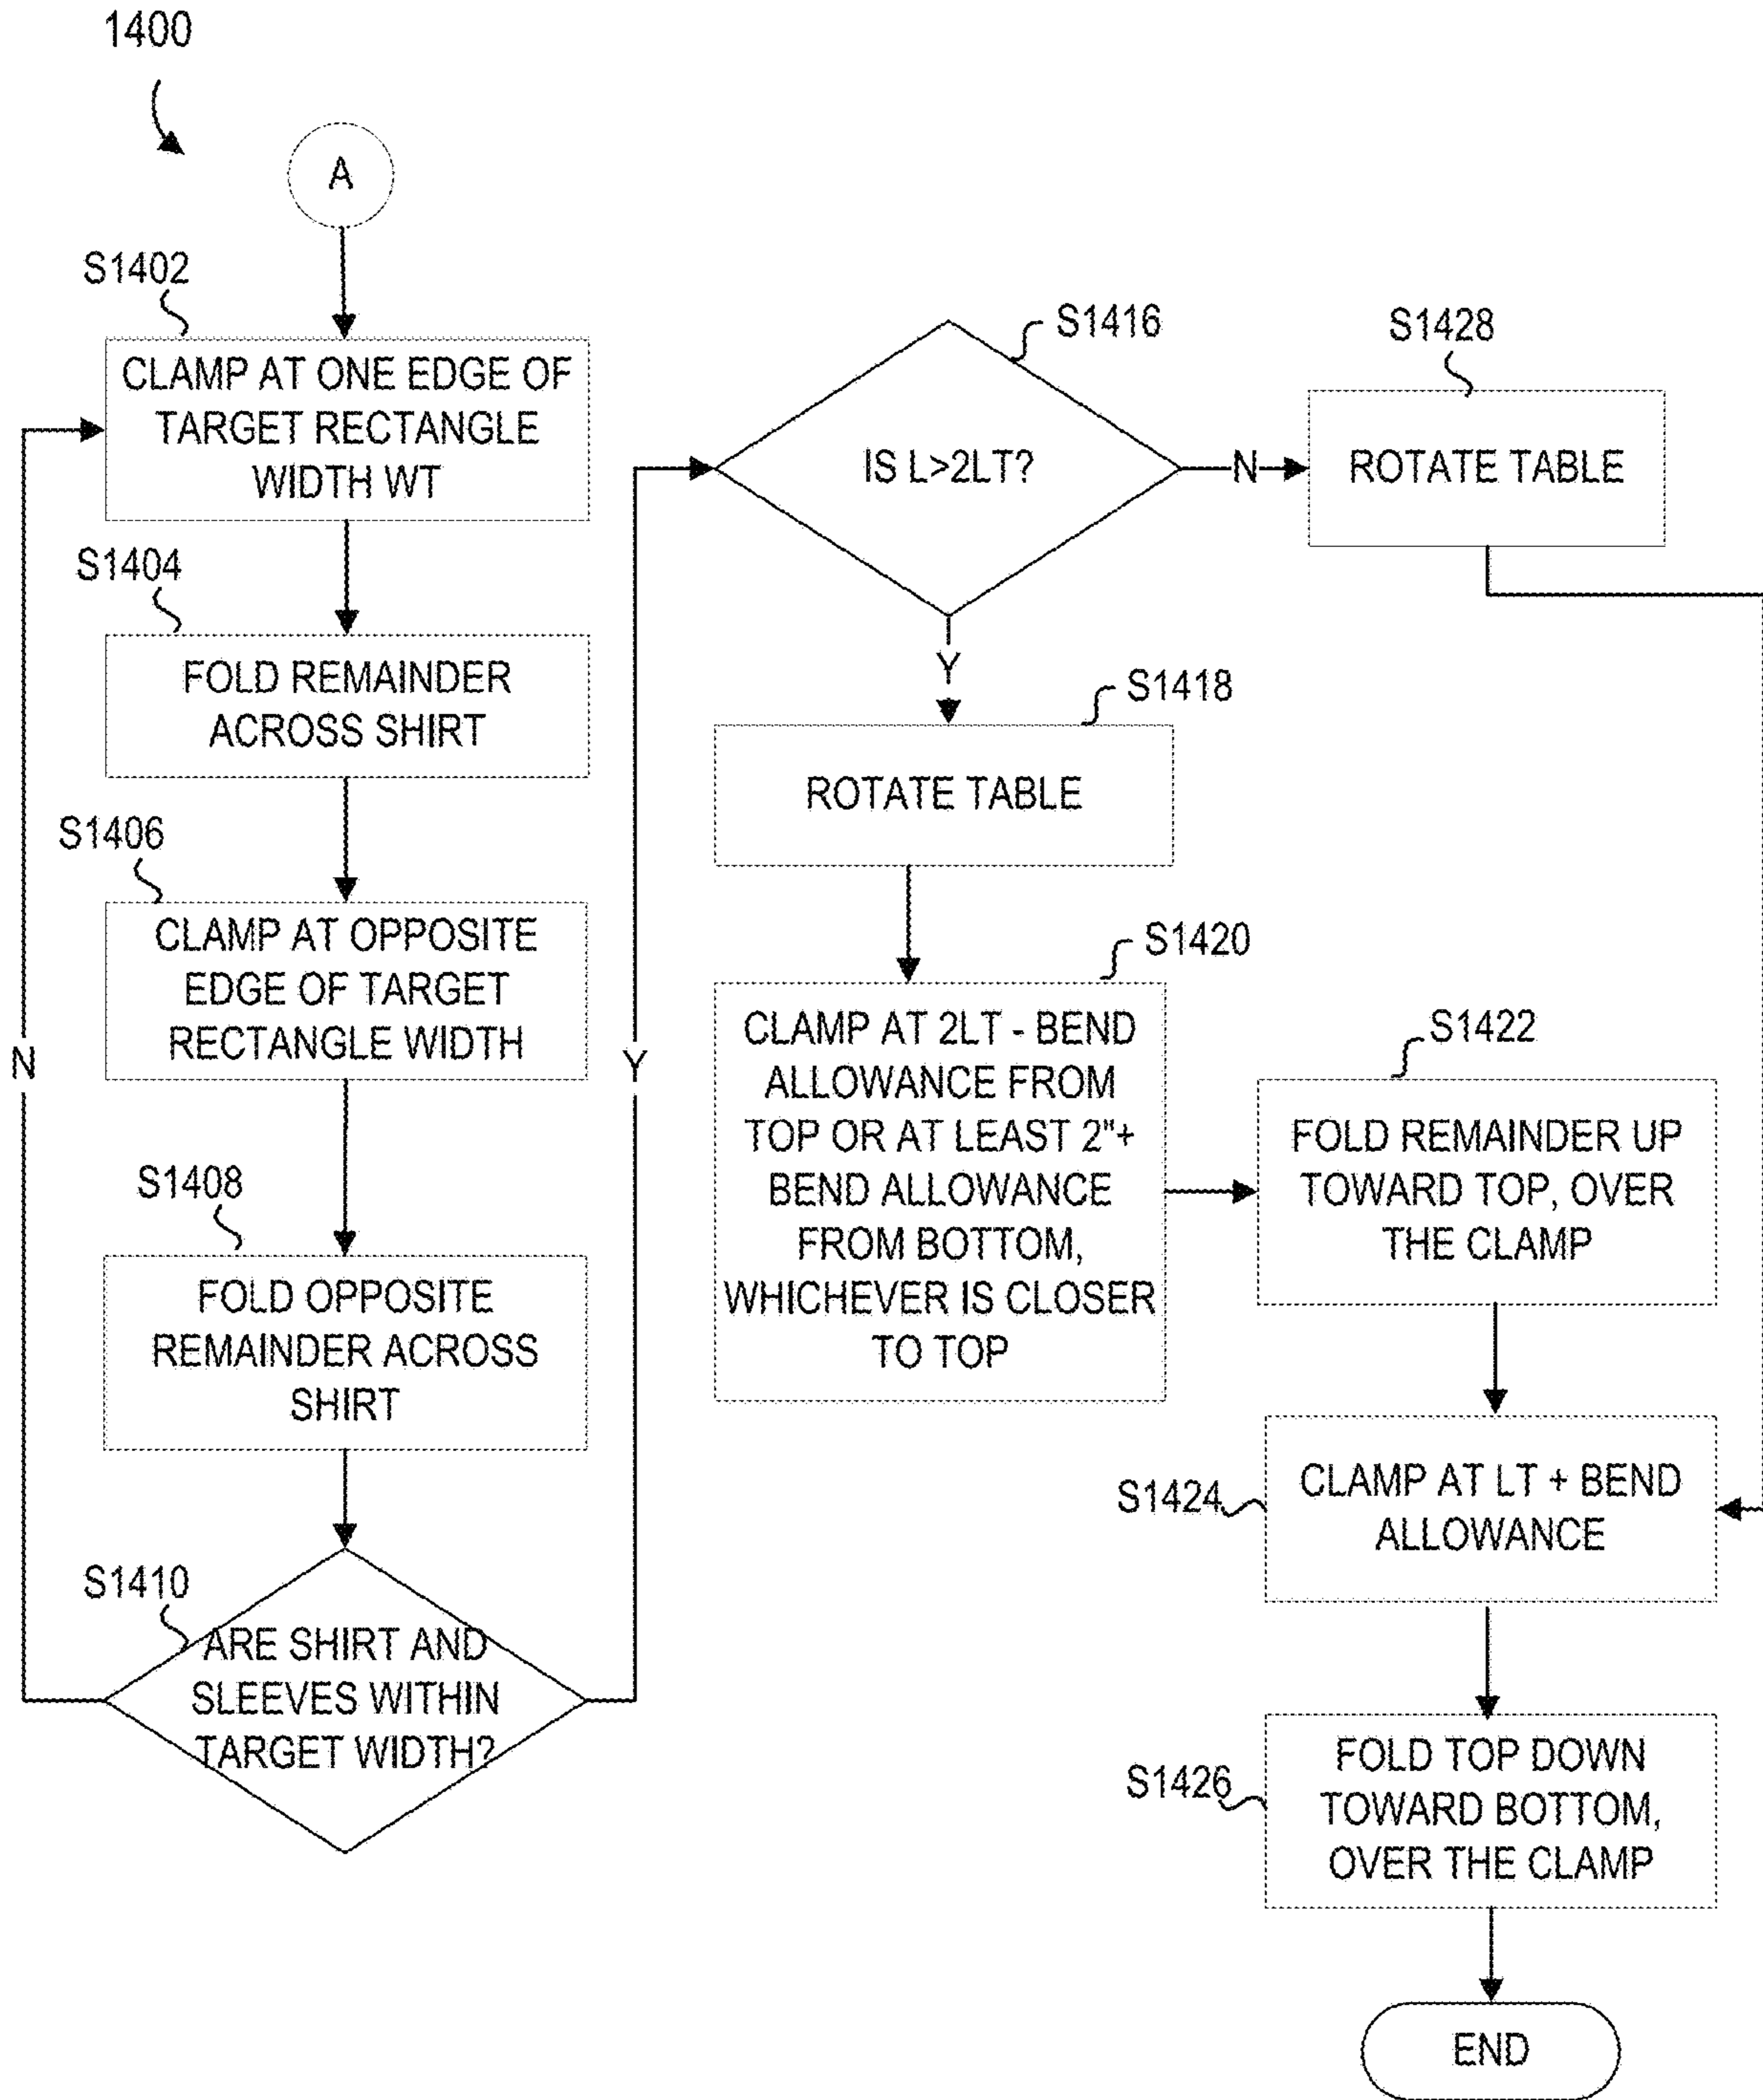 1400
A
S1402
CLAMP AT ONE EDGE OF
TARGET RECTANGLE
WIDTH WT
S1404
FOLD REMAINDER
ACROSS SHIRT
S1406
CLAMP AT OPPOSITE
EDGE OF TARGET
RECTANGLE WIDTH
S1408
FOLD OPPOSITE
REMAINDER ACROSS
SHIRT
S1410
ARE SHIRT AND
SLEEVES WITHIN
TARGET WIDTH?
N
Y
S1416
IS L>2LT?
N
S1428
ROTATE TABLE
Y
S1418
ROTATE TABLE
S1420
CLAMP AT 2LT - BEND
ALLOWANCE FROM
TOP OR AT LEAST 2"+
BEND ALLOWANCE
FROM BOTTOM,
WHICHEVER IS CLOSER
TO TOP
S1422
FOLD REMAINDER UP
TOWARD TOP, OVER
THE CLAMP
S1424
CLAMP AT LT + BEND
ALLOWANCE
S1426
FOLD TOP DOWN
TOWARD BOTTOM,
OVER THE CLAMP
END